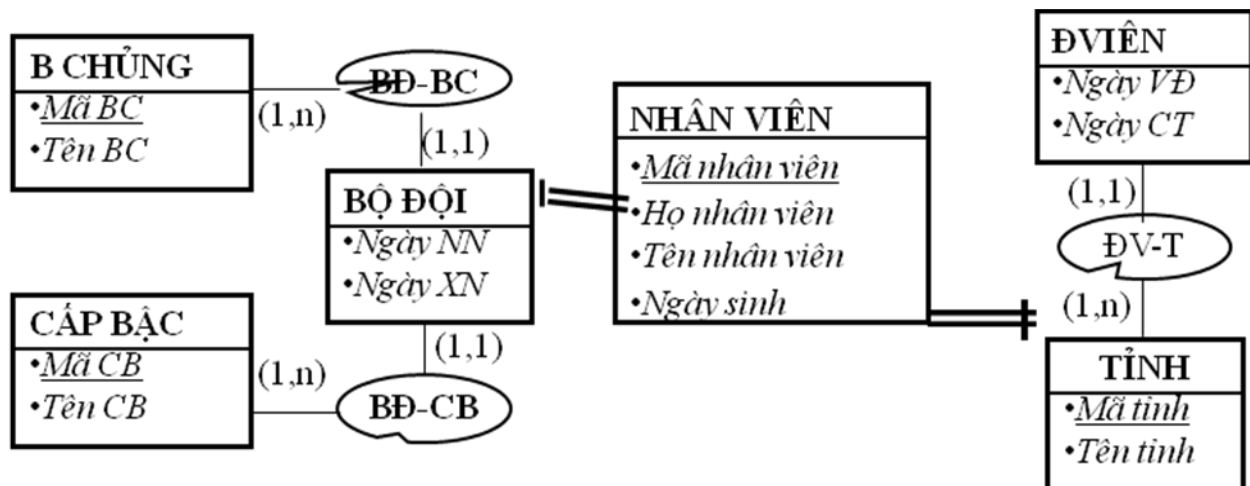 B CHỦNG
•Mã BC
•Tên BC
(1,n)
BĐ-BC
(1,1)
BỘ ĐỘI
•Ngày NN
•Ngày XN
(1,1)
BĐ-CB
(1,n)
CẤP BẬC
•Mã CB
•Tên CB
NHÂN VIÊN
•Mã nhân viên
•Họ nhân viên
•Tên nhân viên
•Ngày sinh
ĐVIÊN
•Ngày VĐ
•Ngày CT
(1,1)
ĐV-T
(1,n)
TỈNH
•Mã tinh
•Tên tinh